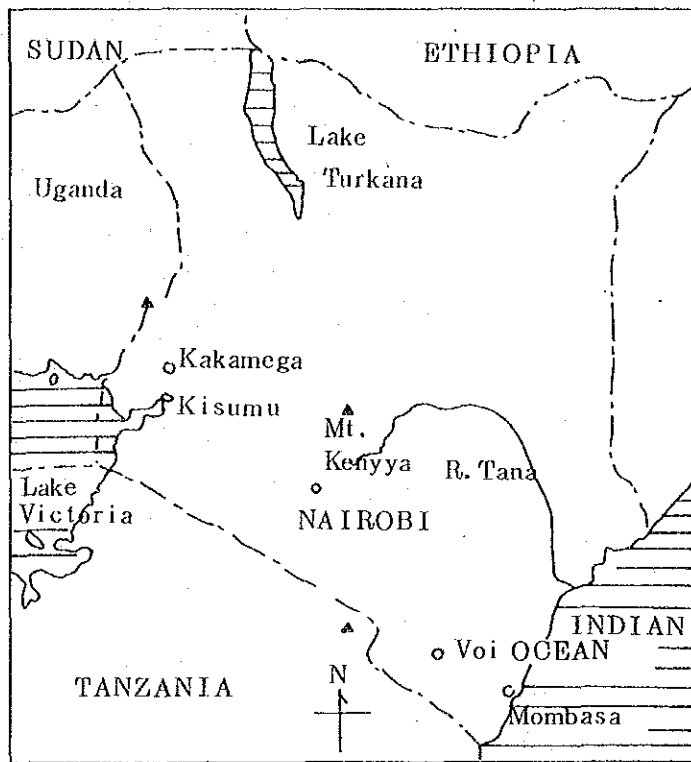 SUDAN
ETHIOPIA
Lake
Turkana
Uganda
Kakamega
Kisumu
Mt.
Kenyya
R. Tana
Lake
Victoria
NAIROBI
INDIAN
Voi OCEAN
TANZANIA
N
Mombasa